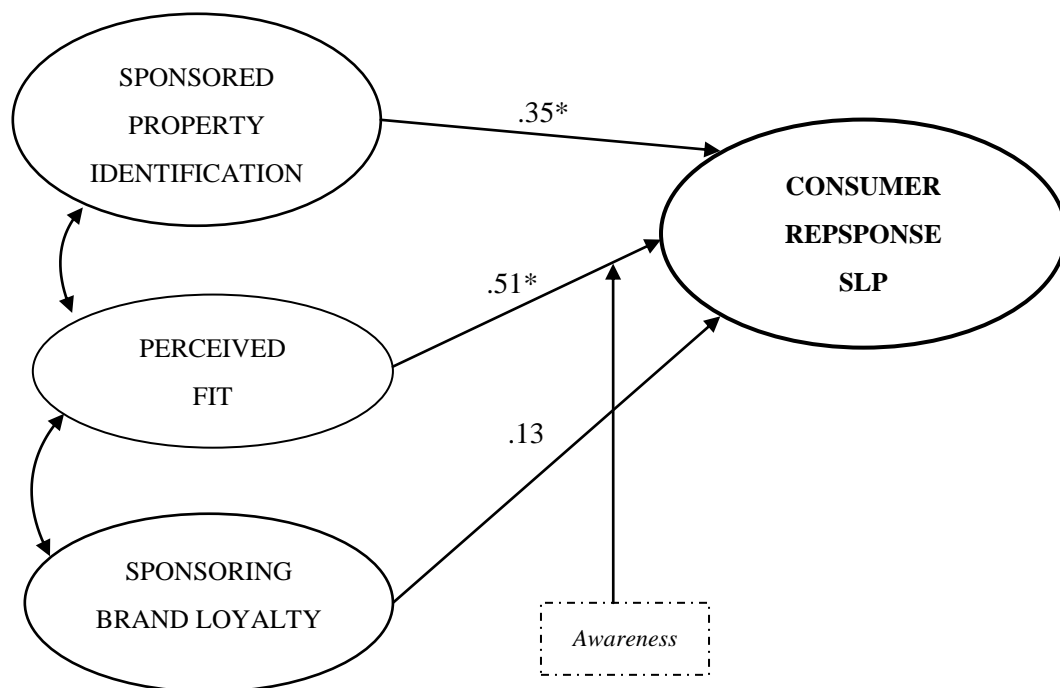 SPONSORED
PROPERTY
IDENTIFICATION
.35*
CONSUMER
REPSPONSE
SLP
.51*
PERCEIVED
FIT
.13
SPONSORING
BRAND LOYALTY
Awareness